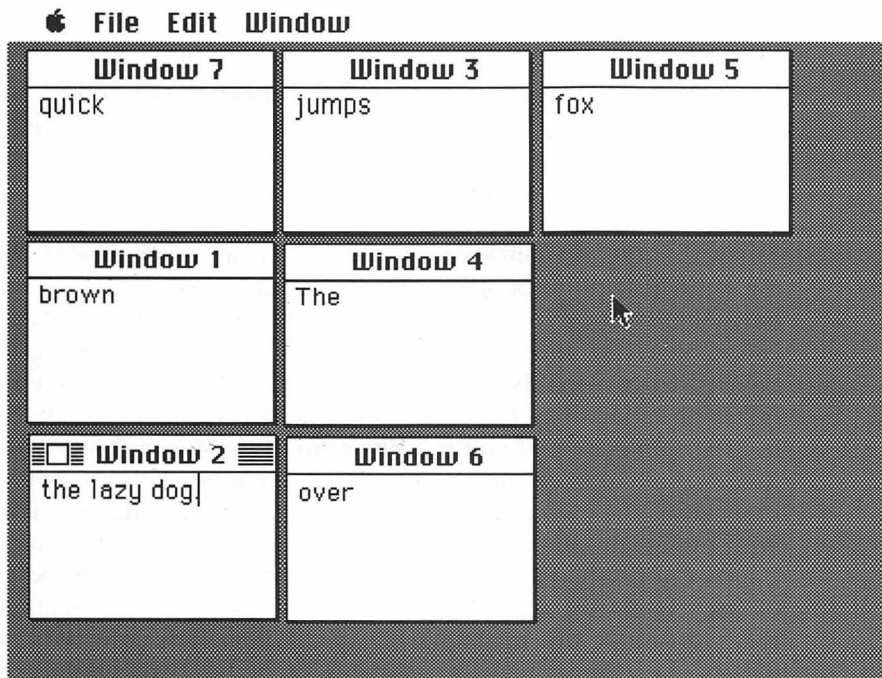 File Edit Window
Window 7
quick
Window 3
jumps
Window 5
fox
Window 1
brown
Window 4
The
Window 2
the lazy dog.
Window 6
over